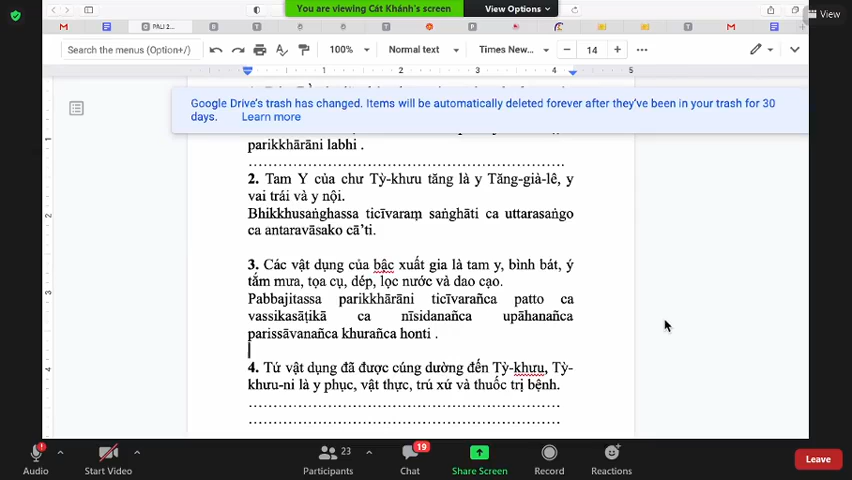 You are viewing Cát Khánh's screen
View Options
View
PALI 2...
Search the menus (Option+/)
100%
Normal text
Times New...
14
1 2 3 4 5
Google Drive's trash has changed. Items will be automatically deleted forever after they've been in your trash for 30
days. Learn more
parikkhārāni labhi .
2. Tam Y của chư Tỳ-khưu tăng là y Tăng-già-lê, y
vai trái và y nội.
Bhikkhusaṅghassa ticīvaraṃ saṅghāti ca uttarasaṅgo
ca antaravāsako cā'ti.
3. Các vật dụng của bậc xuất gia là tam y, bình bát, ý
tắm mưa, tọa cụ, dép, lọc nước và dao cạo.
Pabbajitassa parikkhārāni ticīvarañca patto ca
vassikasāṭikā ca nīsidanañca upāhanañca
parissāvanañca khurañca honti .
4. Tứ vật dụng đã được cúng dường đến Tỳ-khưu, Tỳ-
khưu-ni là y phục, vật thực, trú xứ và thuốc trị bệnh.
Audio
Start Video
23
Participants
19
Chat
Share Screen
Record
Reactions
Leave